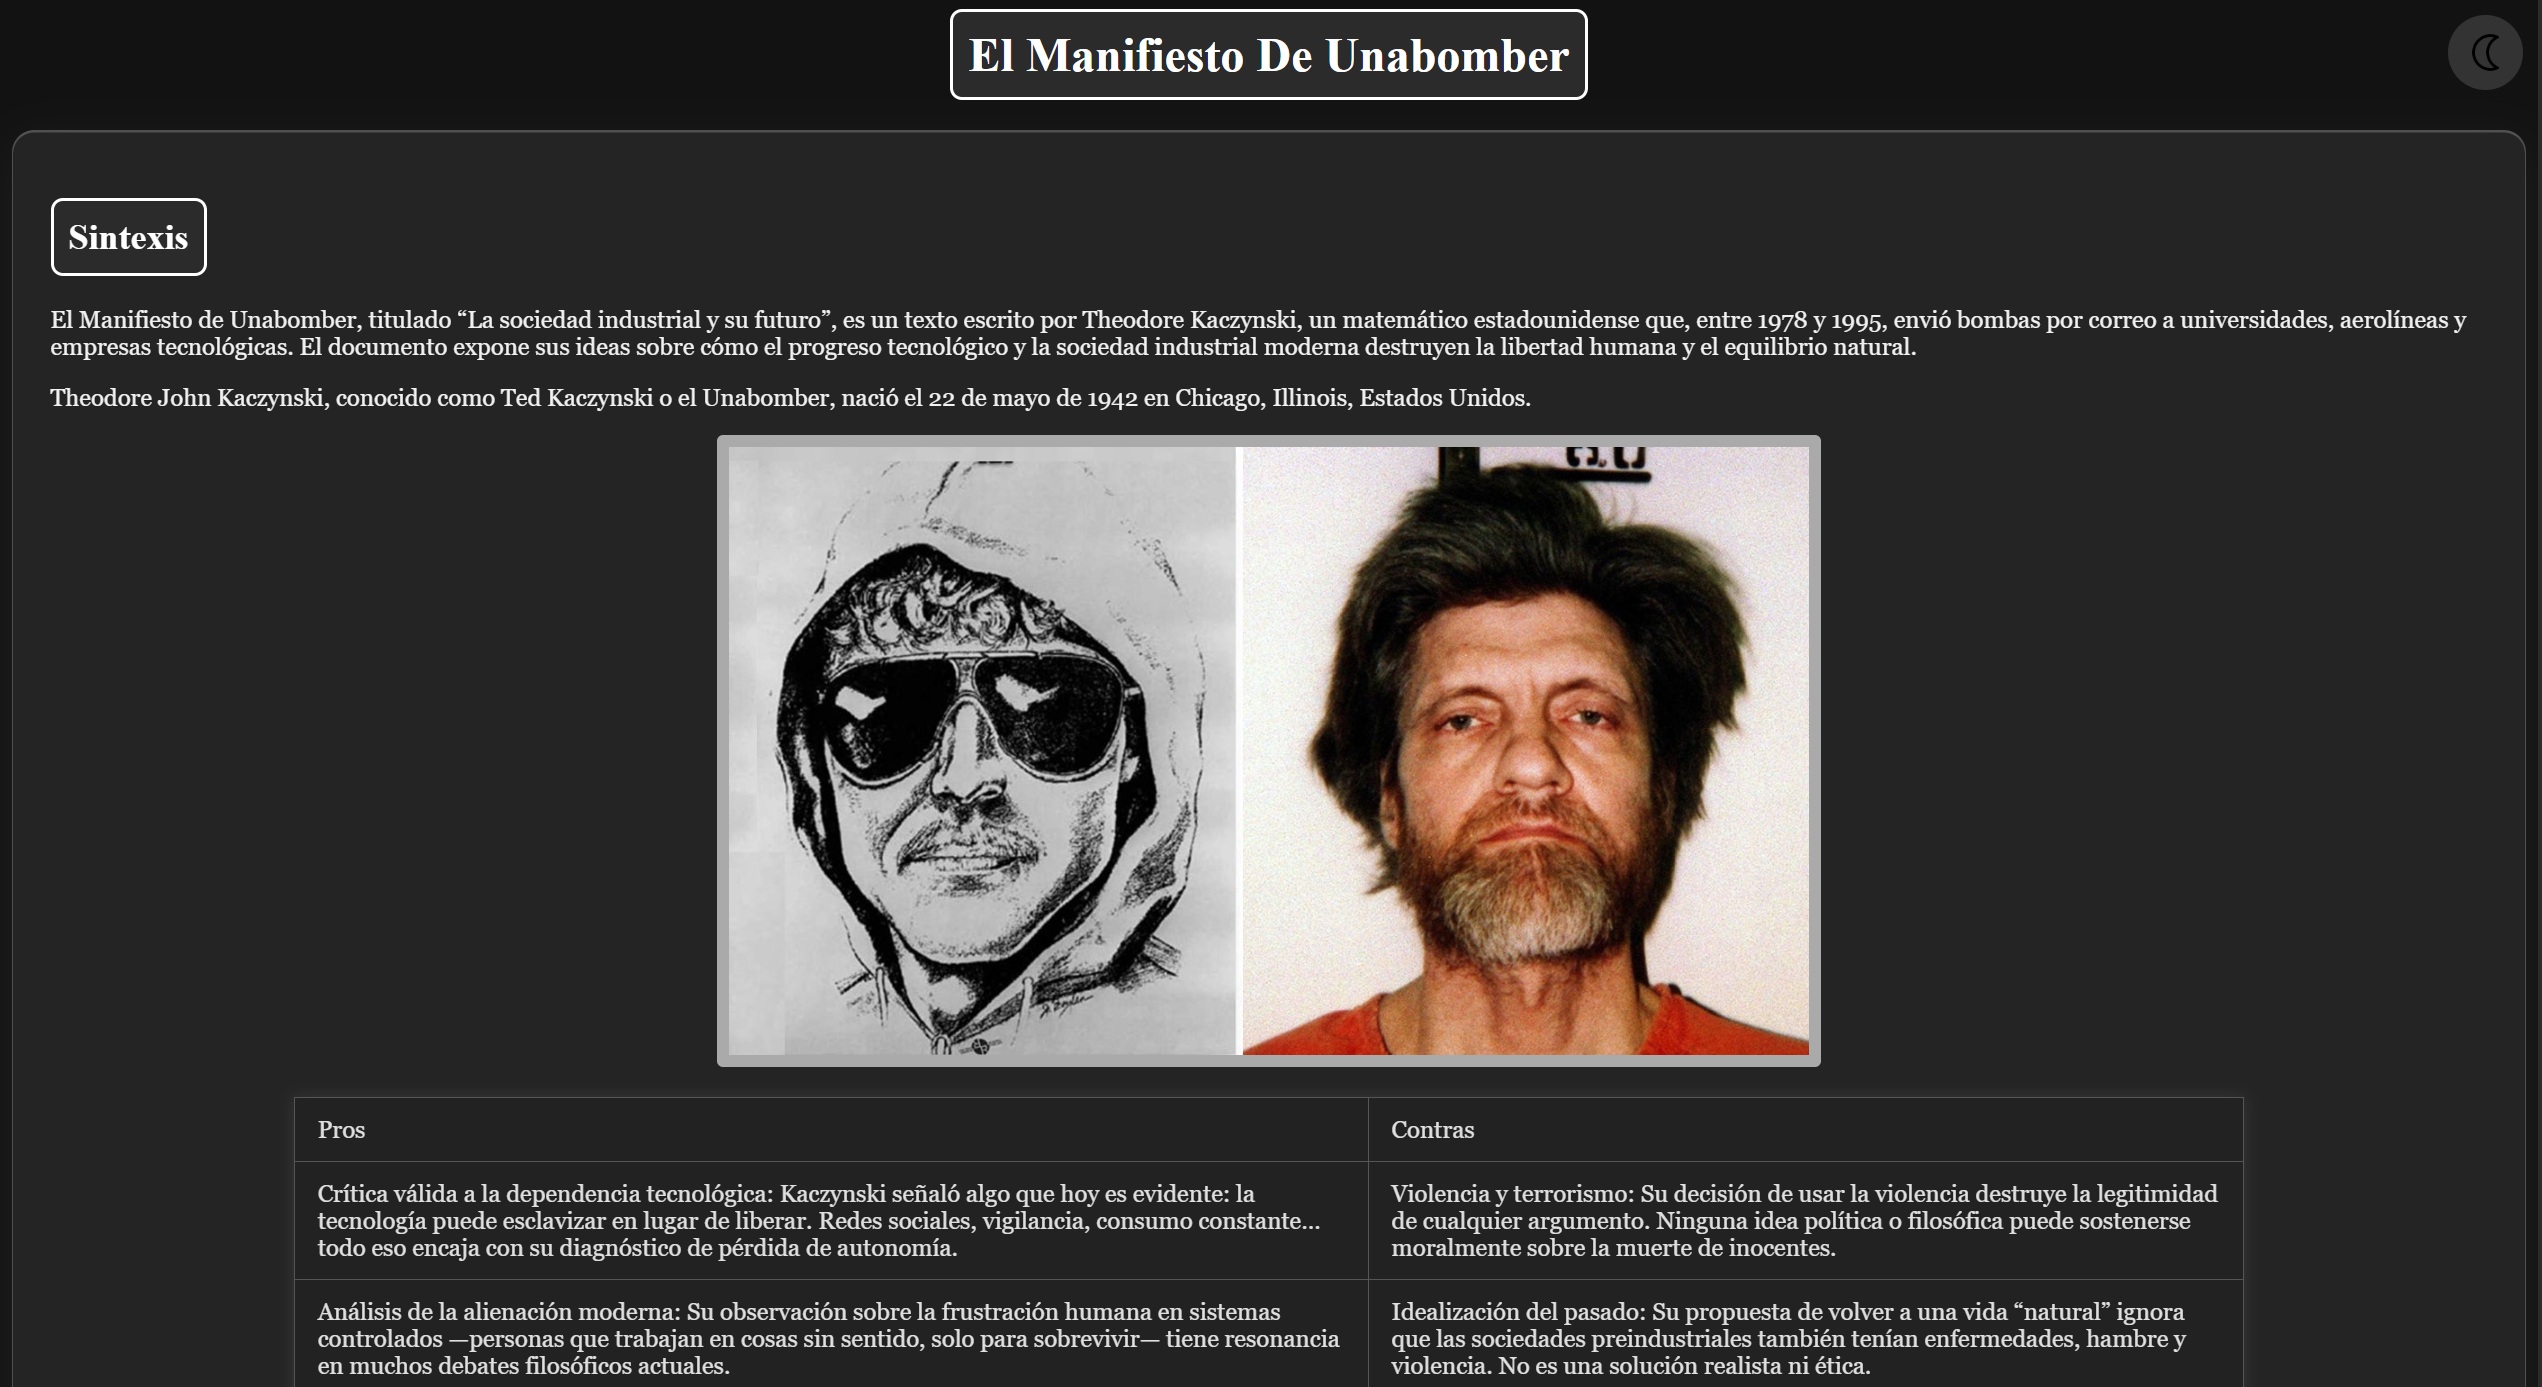 El Manifiesto De Unabomber
Sintexis
El Manifiesto de Unabomber, titulado “La sociedad industrial y su futuro”, es un texto escrito por Theodore Kaczynski, un matemático estadounidense que, entre 1978 y 1995, envió bombas por correo a universidades, aerolíneas y
empresas tecnológicas. El documento expone sus ideas sobre cómo el progreso tecnológico y la sociedad industrial moderna destruyen la libertad humana y el equilibrio natural.
Theodore John Kaczynski, conocido como Ted Kaczynski o el Unabomber, nació el 22 de mayo de 1942 en Chicago, Illinois, Estados Unidos.
Pros
Contras
Crítica válida a la dependencia tecnológica: Kaczynski señaló algo que hoy es evidente: la
tecnología puede esclavizar en lugar de liberar. Redes sociales, vigilancia, consumo constante...
todo eso encaja con su diagnóstico de pérdida de autonomía.
Violencia y terrorismo: Su decisión de usar la violencia destruye la legitimidad
de cualquier argumento. Ninguna idea política o filosófica puede sostenerse
moralmente sobre la muerte de inocentes.
Análisis de la alienación moderna: Su observación sobre la frustración humana en sistemas
controlados —personas que trabajan en cosas sin sentido, solo para sobrevivir— tiene resonancia
en muchos debates filosóficos actuales.
Idealización del pasado: Su propuesta de volver a una vida “natural” ignora
que las sociedades preindustriales también tenían enfermedades, hambre y
violencia. No es una solución realista ni ética.